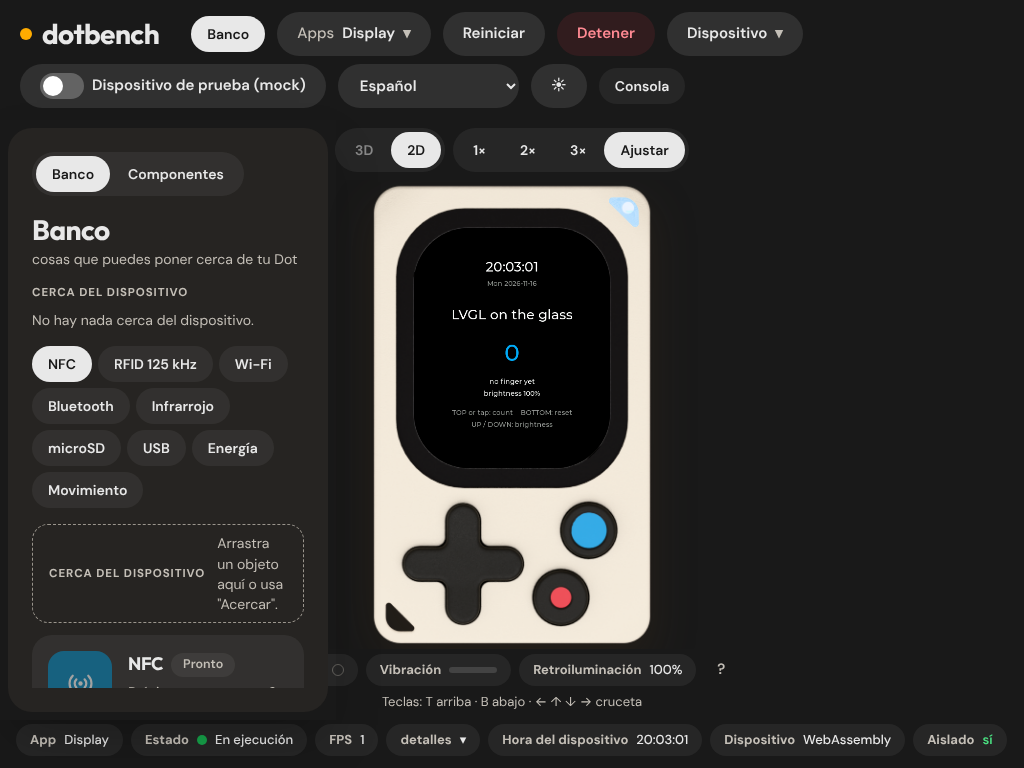 dotbench Banco Apps Display ▾ Reiniciar Detener Dispositivo ▾
Dispositivo de prueba (mock) Español Consola
Banco Componentes
3D 2D 1× 2× 3× Ajustar
Banco
cosas que puedes poner cerca de tu Dot
CERCA DEL DISPOSITIVO
No hay nada cerca del dispositivo.
NFC RFID 125 kHz Wi-Fi
Bluetooth Infrarrojo
microSD USB Energía
Movimiento
CERCA DEL DISPOSITIVO
Arrastra
un objeto
aquí o usa
"Acercar".
NFC Pronto
20:03:01
Mon 2026-11-16
LVGL on the glass
0
no finger yet
brightness 100%
TOP or tap: count BOTTOM: reset
UP / DOWN: brightness
Vibración Retroiluminación 100% ?
Teclas: T arriba · B abajo · ← ↑ ↓ → cruceta
App Display Estado En ejecución FPS 1 detalles ▾ Hora del dispositivo 20:03:01 Dispositivo WebAssembly Aislado sí